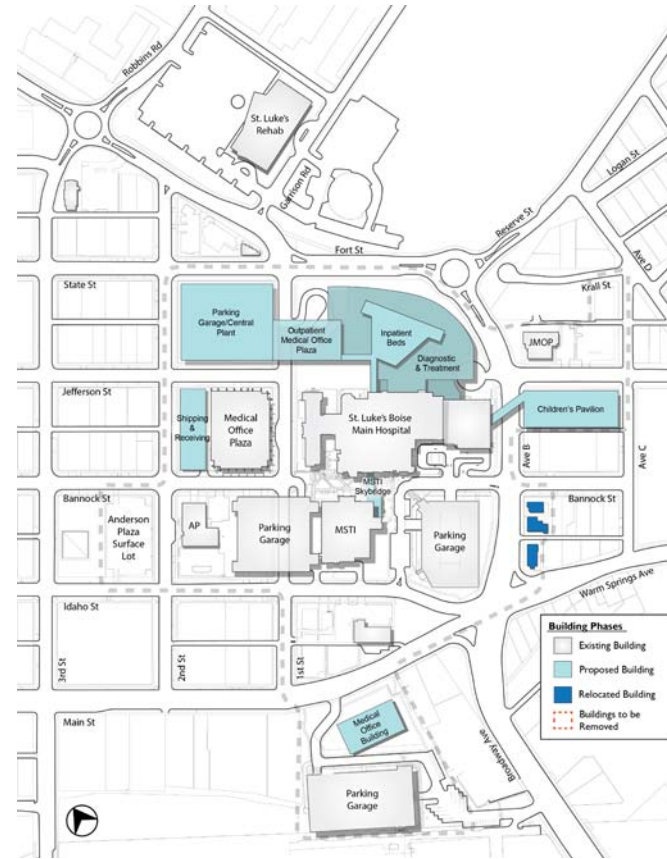 Robbins Rd
St. Luke's
Rehab
Garrison Rd
Logan St
Reserve St
Ave D
Fort St
State St
Krall St
Parking
Garage/Central
Plant
Outpatient
Medical Office
Plaza
Inpatient
Beds
JMOP
Diagnostic
& Treatment
Jefferson St
Shipping
&
Receiving
Medical
Office
Plaza
St. Luke's Boise
Main Hospital
Children's Pavilion
Ave B
Ave C
MSTI
Skybridge
Bannock St
Bannock St
Anderson
Plaza
Surface
Lot
AP
Parking
Garage
MSTI
Parking
Garage
Warm Springs Ave
Idaho St
3rd St
2nd St
1st St
Main St
Medical
Office
Building
Broadway Ave
Parking
Garage
Building Phases
Existing Building
Proposed Building
Relocated Building
Buildings to be
Removed